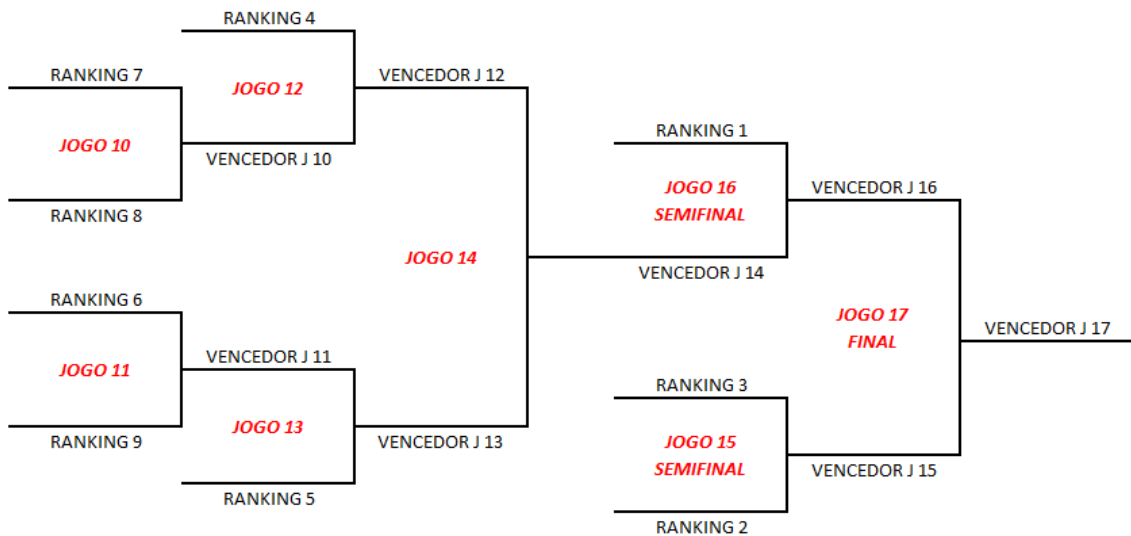 RANKING 4
RANKING 7
JOGO 12
VENCEDOR J 12
JOGO 10
VENCEDOR J 10
RANKING 8
RANKING 1
JOGO 16
SEMIFINAL
VENCEDOR J 16
JOGO 14
VENCEDOR J 14
RANKING 6
JOGO 11
VENCEDOR J 11
RANKING 9
JOGO 13
VENCEDOR J 13
RANKING 5
JOGO 17
FINAL
VENCEDOR J 17
RANKING 3
JOGO 15
SEMIFINAL
VENCEDOR J 15
RANKING 2